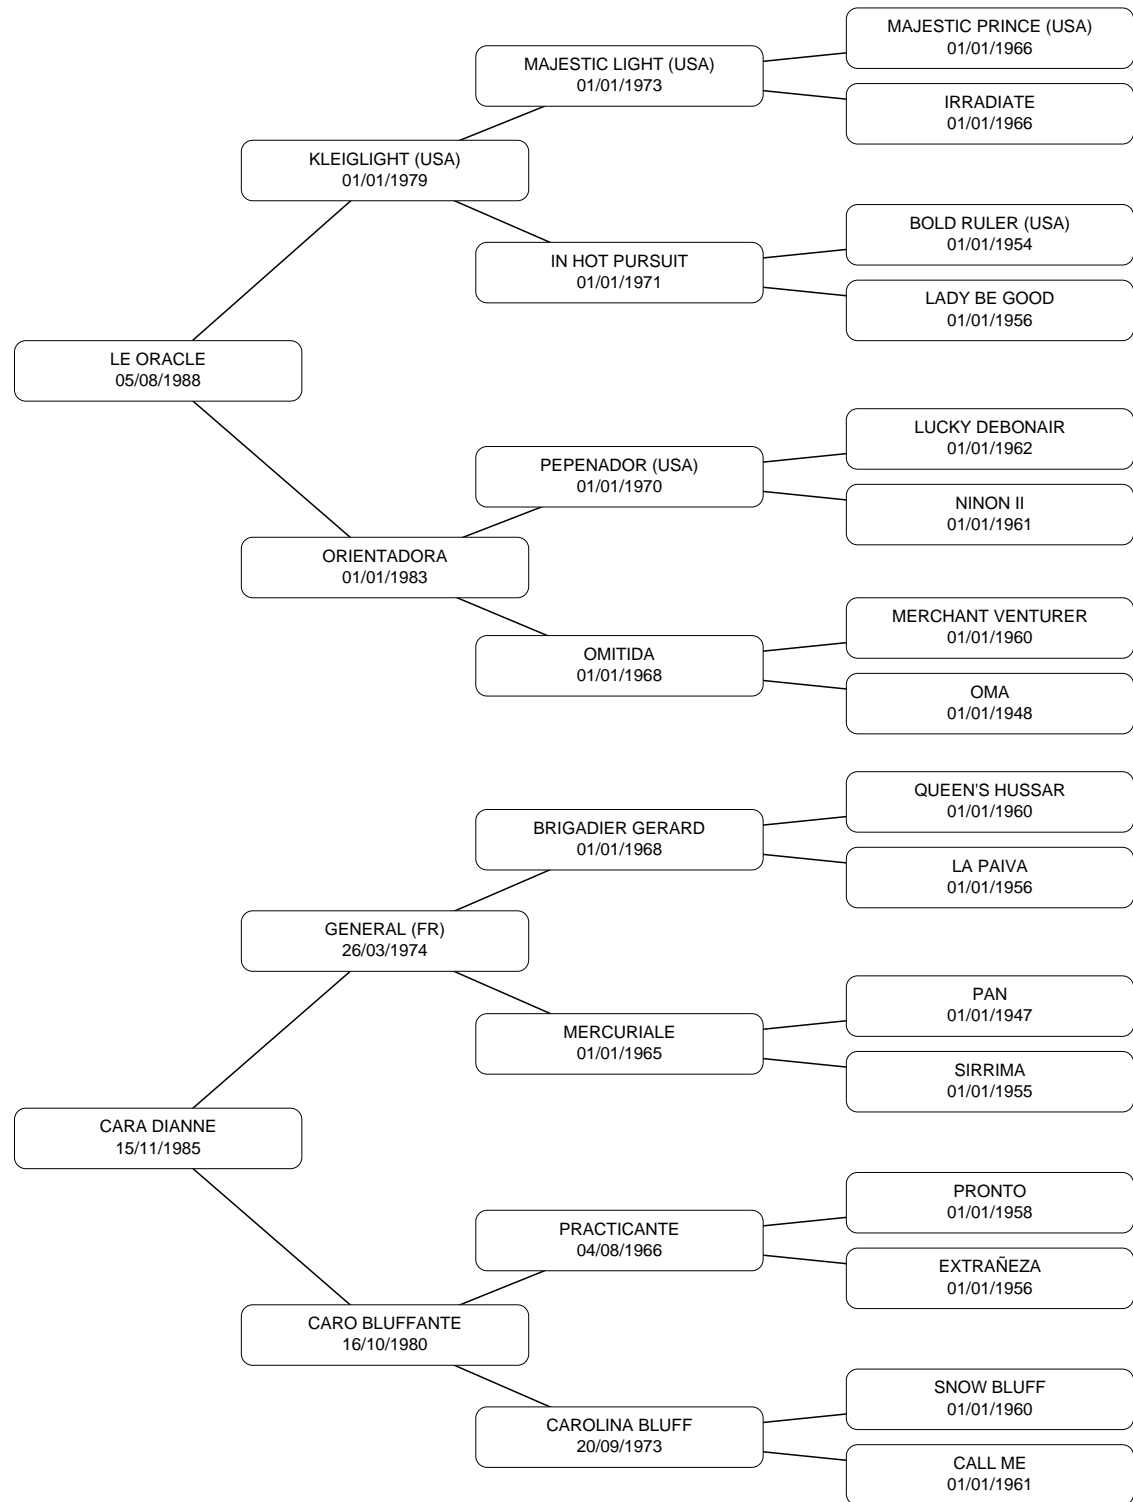 MAJESTIC PRINCE (USA)
01/01/1966
MAJESTIC LIGHT (USA)
01/01/1973
IRRADIATE
01/01/1966
KLEIGLIGHT (USA)
01/01/1979
BOLD RULER (USA)
01/01/1954
IN HOT PURSUIT
01/01/1971
LADY BE GOOD
01/01/1956
LE ORACLE
05/08/1988
LUCKY DEBONAIR
01/01/1962
PEPENADOR (USA)
01/01/1970
NINON II
01/01/1961
ORIENTADORA
01/01/1983
MERCHANT VENTURER
01/01/1960
OMITIDA
01/01/1968
OMA
01/01/1948
QUEEN'S HUSSAR
01/01/1960
BRIGADIER GERARD
01/01/1968
LA PAIVA
01/01/1956
GENERAL (FR)
26/03/1974
PAN
01/01/1947
MERCURIALE
01/01/1965
SIRRIMA
01/01/1955
CARA DIANNE
15/11/1985
PRONTO
01/01/1958
PRACTICANTE
04/08/1966
EXTRAÑEZA
01/01/1956
CARO BLUFFANTE
16/10/1980
SNOW BLUFF
01/01/1960
CAROLINA BLUFF
20/09/1973
CALL ME
01/01/1961